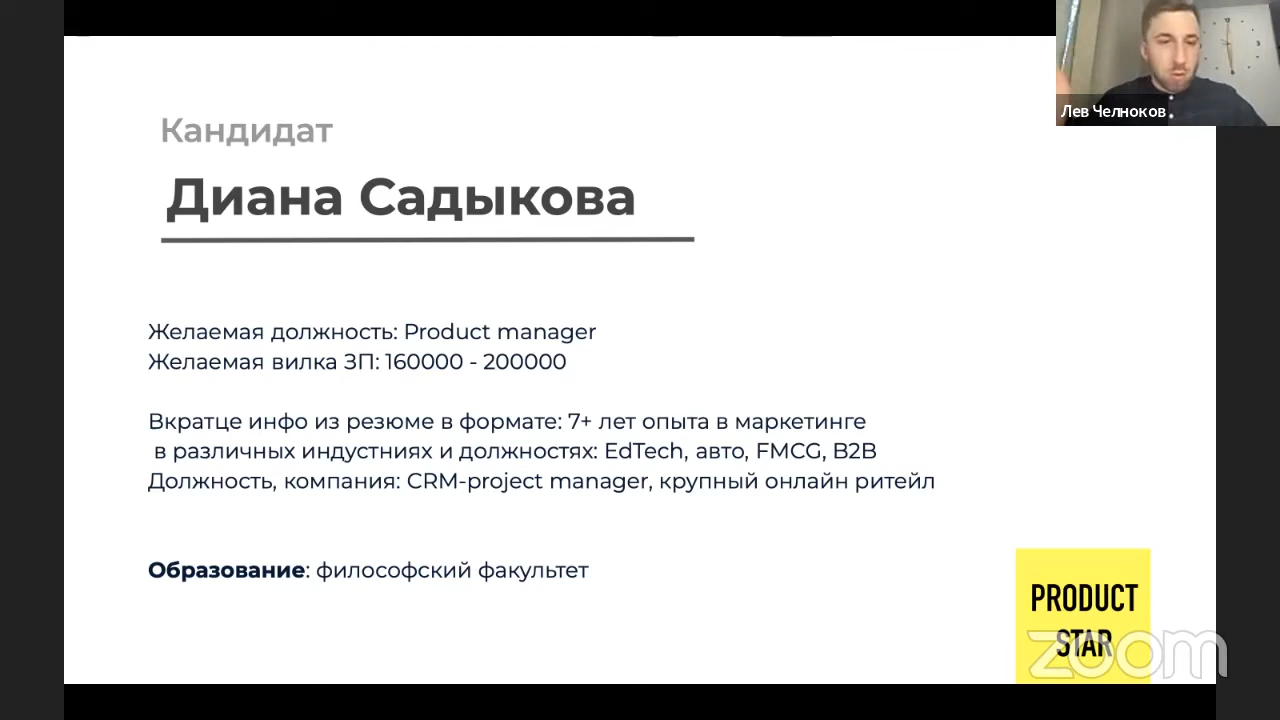 Кандидат
Диана Садыкова
Лев Челноков
Желаемая должность: Product manager
Желаемая вилка ЗП: 160000 - 200000
Вкратце инфо из резюме в формате: 7+ лет опыта в маркетинге
в различных индустниях и должностях: EdTech, авто, FMCG, B2B
Должность, компания: CRM-project manager, крупный онлайн ритейл
Образование: философский факультет
PRODUCT
STAR
zoom